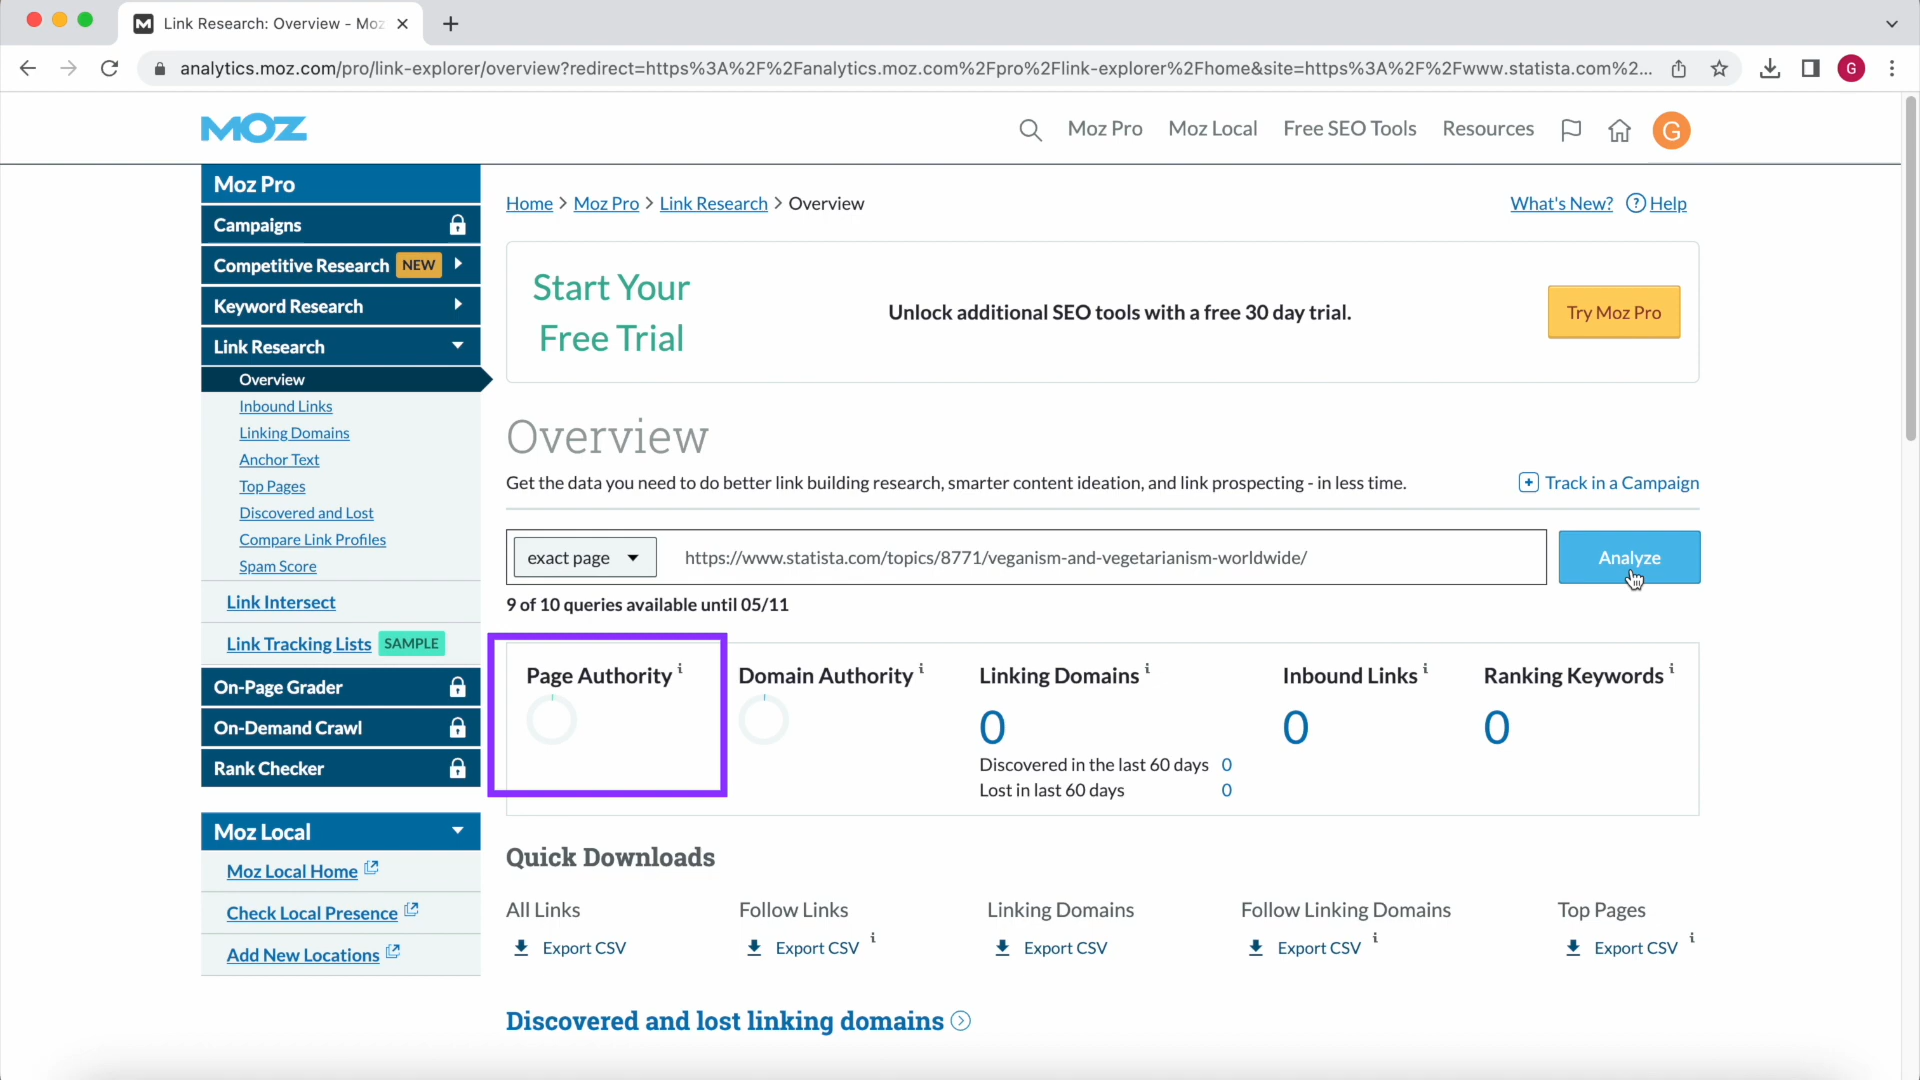 Link Research: Overview - Moz
analytics.moz.com/pro/link-explorer/overview?redirect=https%3A%2F%2Fanalytics.moz.com%2Fpro%2Flink-explorer%2Fhome&site=https%3A%2F%2Fwww.statista.com%2...
G
MOZ
Moz Pro
Moz Local
Free SEO Tools
Resources
G
Moz Pro
Campaigns
Competitive Research NEW
Keyword Research
Link Research
Overview
Inbound Links
Linking Domains
Anchor Text
Top Pages
Discovered and Lost
Compare Link Profiles
Spam Score
Link Intersect
Link Tracking Lists SAMPLE
On-Page Grader
On-Demand Crawl
Rank Checker
Moz Local
Moz Local Home
Check Local Presence
Add New Locations
Home > Moz Pro > Link Research > Overview
What's New? ? Help
Start Your
Free Trial
Unlock additional SEO tools with a free 30 day trial.
Try Moz Pro
Overview
Get the data you need to do better link building research, smarter content ideation, and link prospecting - in less time.
Track in a Campaign
exact page
https://www.statista.com/topics/8771/veganism-and-vegetarianism-worldwide/
Analyze
9 of 10 queries available until 05/11
Page Authority i
Domain Authority i
Linking Domains i
0
Discovered in the last 60 days 0
Lost in last 60 days 0
Inbound Links i
0
Ranking Keywords i
0
Quick Downloads
All Links
Export CSV
Follow Links
Export CSV i
Linking Domains
Export CSV
Follow Linking Domains
Export CSV i
Top Pages
Export CSV i
Discovered and lost linking domains